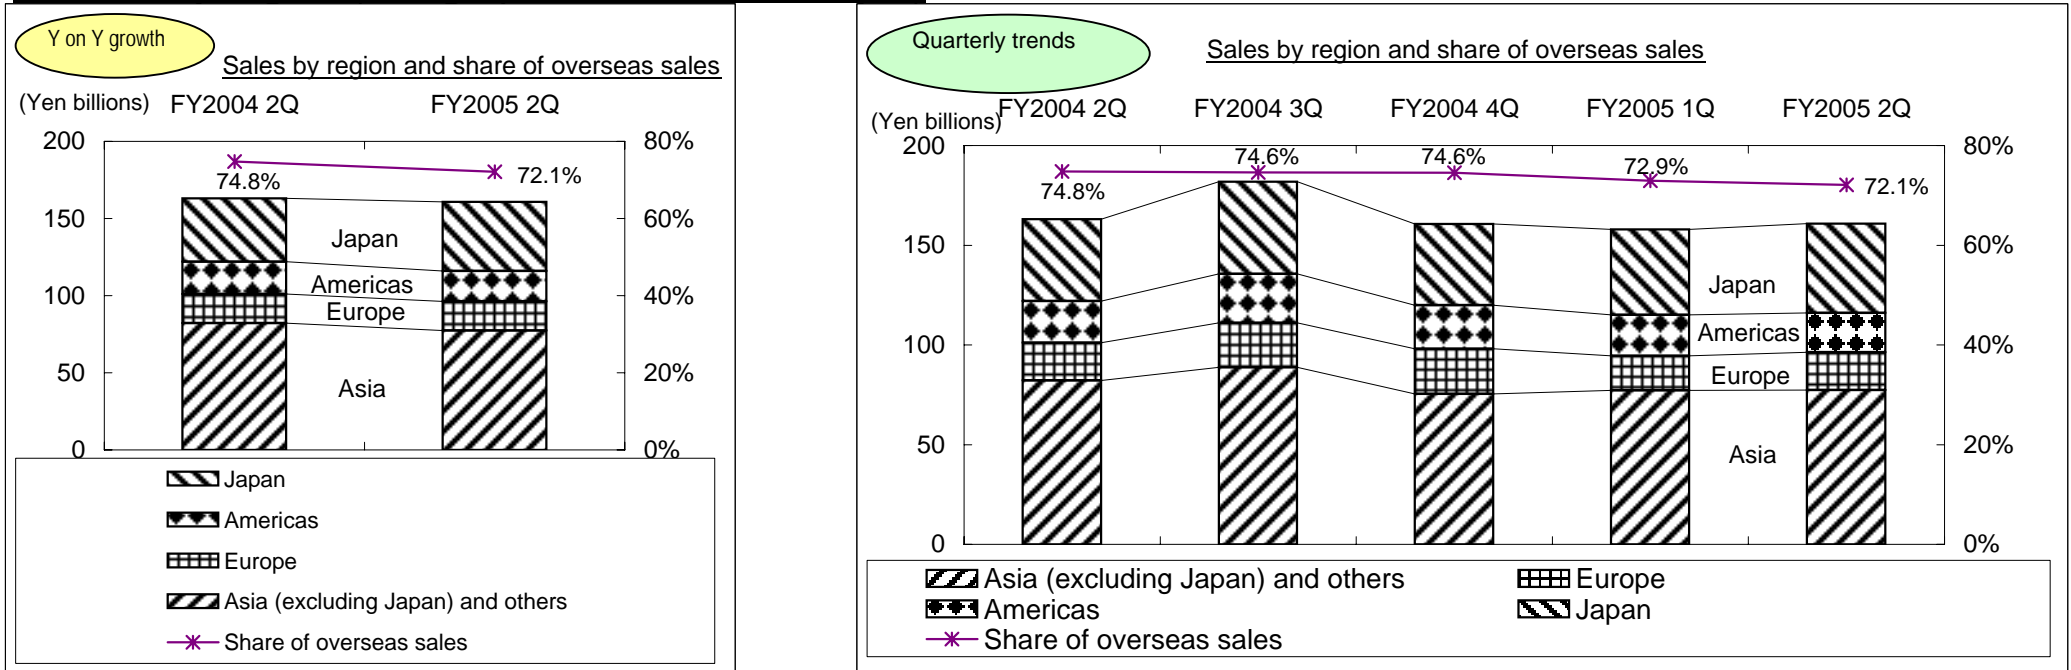 Y on Y growth
Sales by region and share of overseas sales
(Yen billions)
FY2004 2Q
FY2005 2Q
200
150
100
50
0
80%
60%
40%
20%
0%
74.8%
72.1%
Japan
Americas
Europe
Asia
Japan
Americas
Europe
Asia (excluding Japan) and others
Share of overseas sales
Quarterly trends
Sales by region and share of overseas sales
(Yen billions)
FY2004 2Q
FY2004 3Q
FY2004 4Q
FY2005 1Q
FY2005 2Q
200
150
100
50
0
80%
60%
40%
20%
0%
74.8%
74.6%
74.6%
72.9%
72.1%
Japan
Americas
Europe
Asia
Asia (excluding Japan) and others
Europe
Americas
Japan
Share of overseas sales